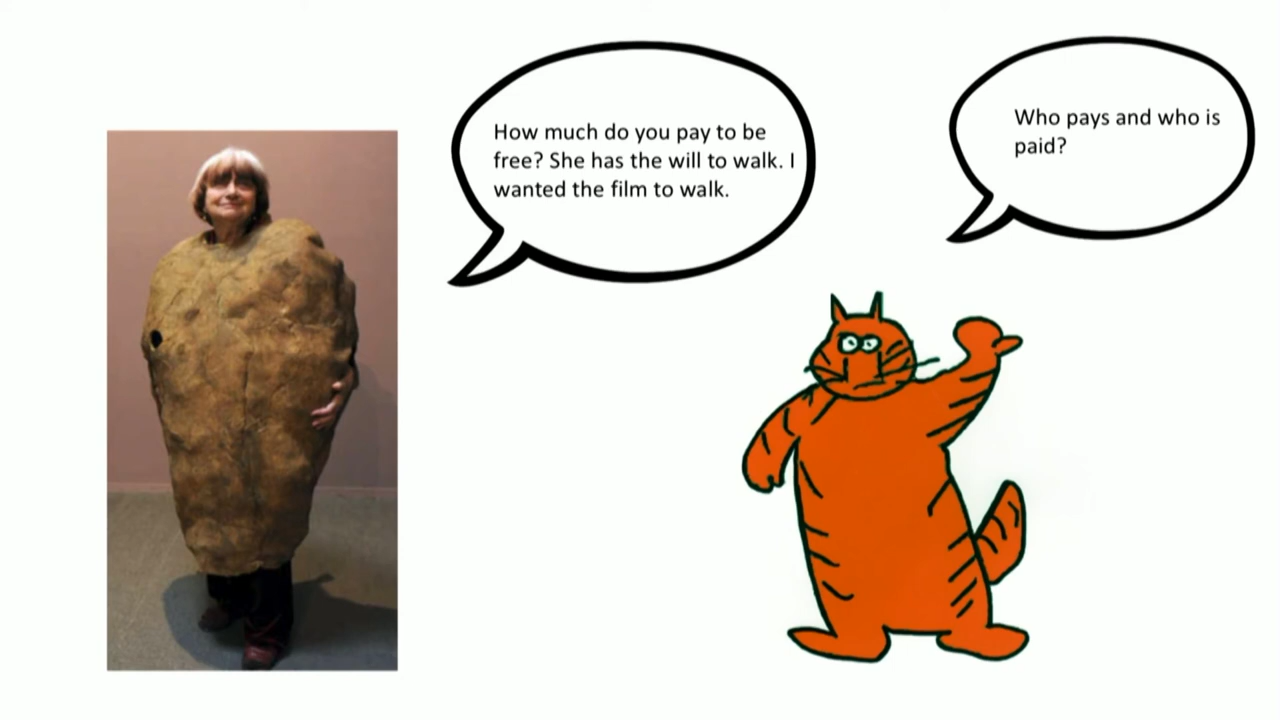 How much do you pay to be
free? She has the will to walk. I
wanted the film to walk.
Who pays and who is
paid?